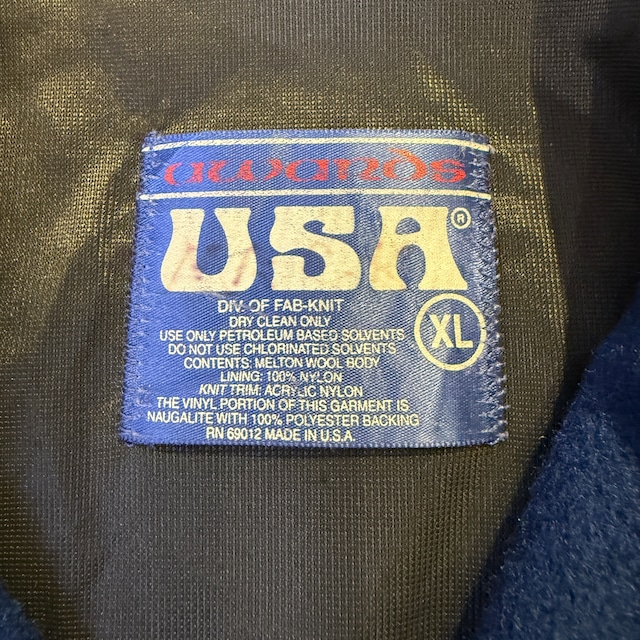 awards
USA®
DIV. OF FAB-KNIT
DRY CLEAN ONLY
USE ONLY PETROLEUM BASED SOLVENTS
DO NOT USE CHLORINATED SOLVENTS
CONTENTS: MELTON WOOL BODY
LINING: 100% NYLON
KNIT TRIM: ACRYLIC NYLON
THE VINYL PORTION OF THIS GARMENT IS
NAUGALITE WITH 100% POLYESTER BACKING
RN 69012 MADE IN U.S.A.
XL